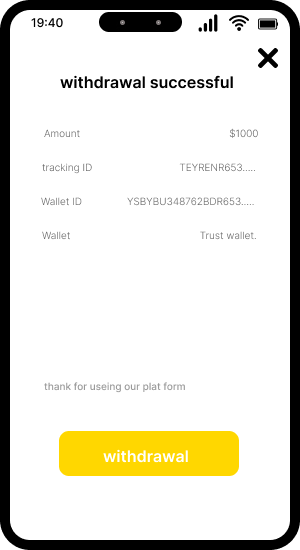 19:40
withdrawal successful
Amount $1000
tracking ID TEYRENR653.....
Wallet ID YSBYBU348762BDR653.....
Wallet Trust wallet.
thank for useing our plat form
withdrawal